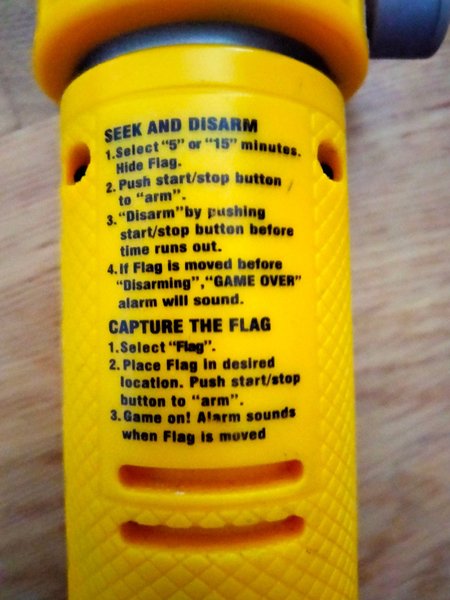 SEEK AND DISARM
1. Select "5" or "15" minutes.
Hide Flag.
2. Push start/stop button
to "arm".
3. "Disarm" by pushing
start/stop button before
time runs out.
4. If Flag is moved before
"Disarming", "GAME OVER"
alarm will sound.
CAPTURE THE FLAG
1. Select "Flag".
2. Place Flag in desired
location. Push start/stop
button to "arm".
3. Game on! Alarm sounds
when Flag is moved